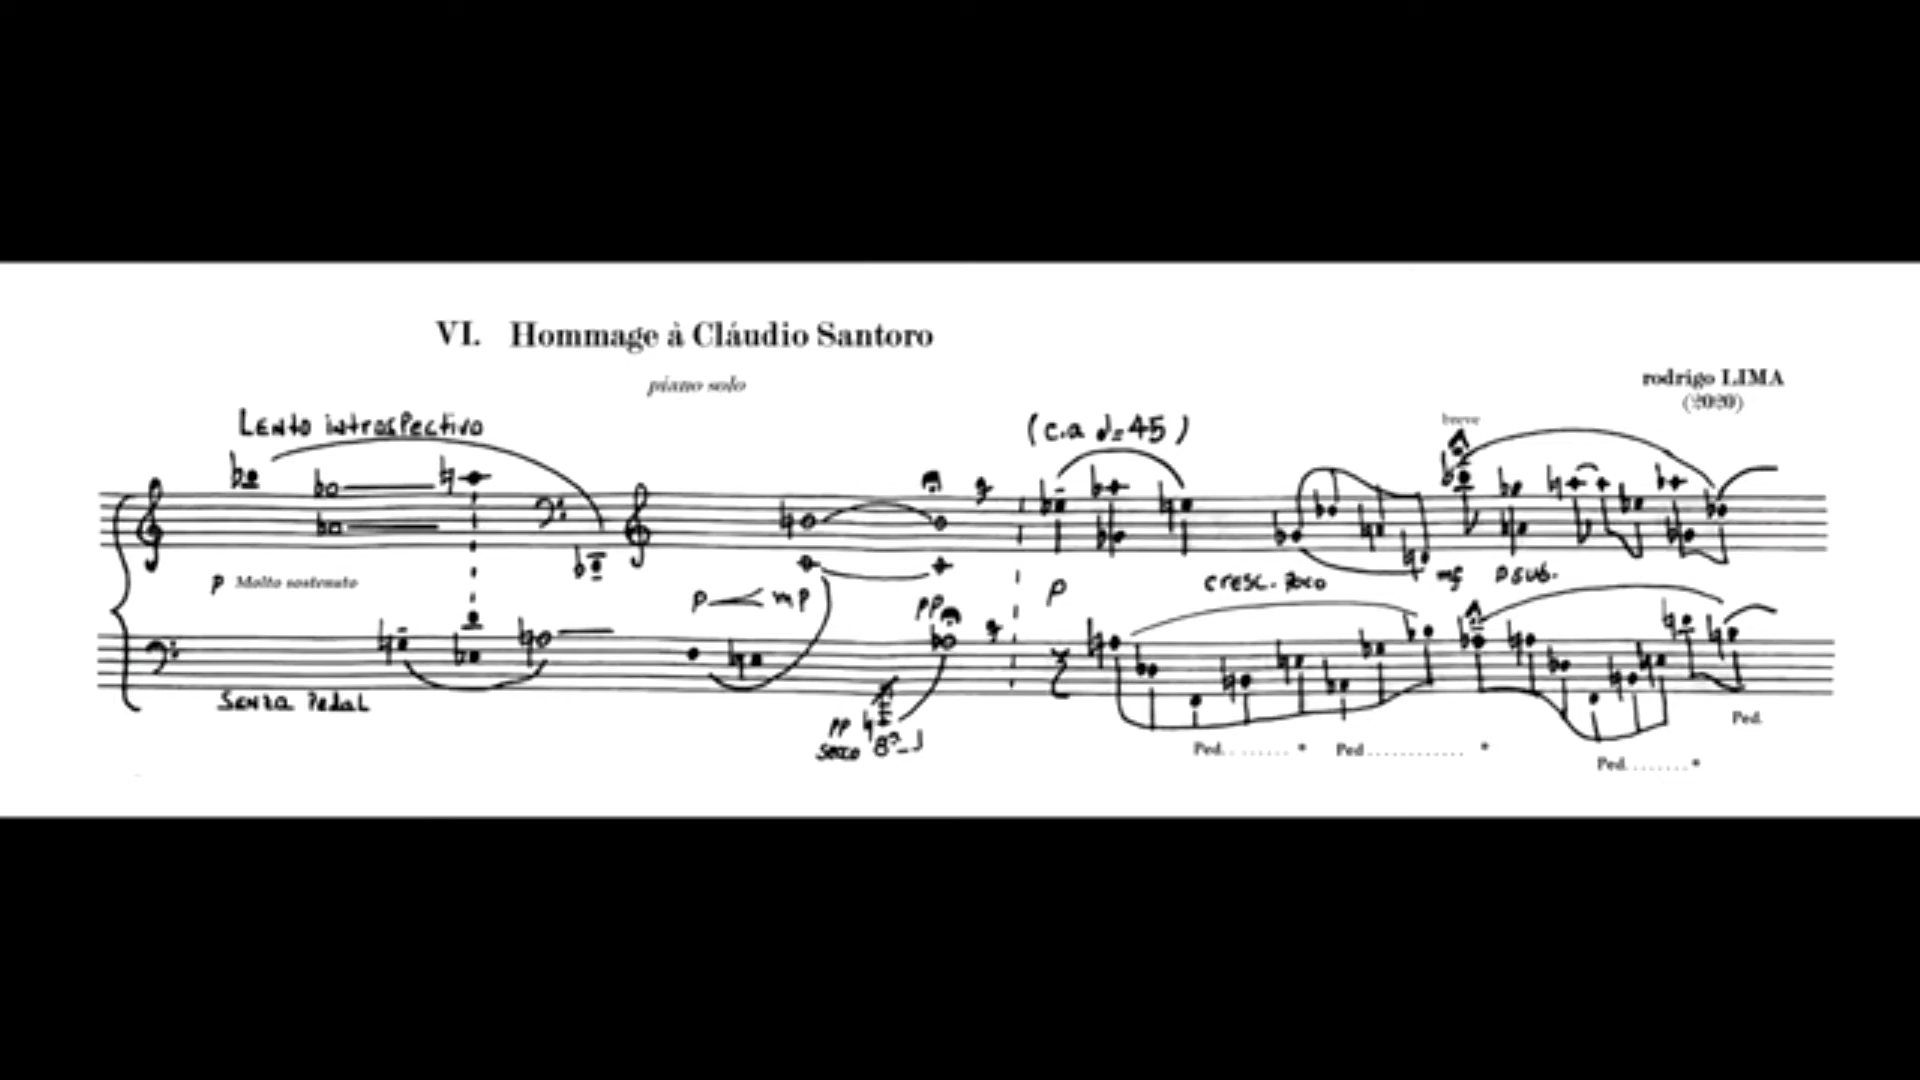 VI. Hommage à Cláudio Santoro
piano solo
rodrigo LIMA
(2020)
Lento introspectivo
(c.a ♩=45)
breve
p Molto sostenuto
p mp
pp
p
cresc. poco
mf p sub.
Senza Pedal
pp
secco 8ª
Ped. ...... *
Ped ............ *
Ped. ....... *
Ped.